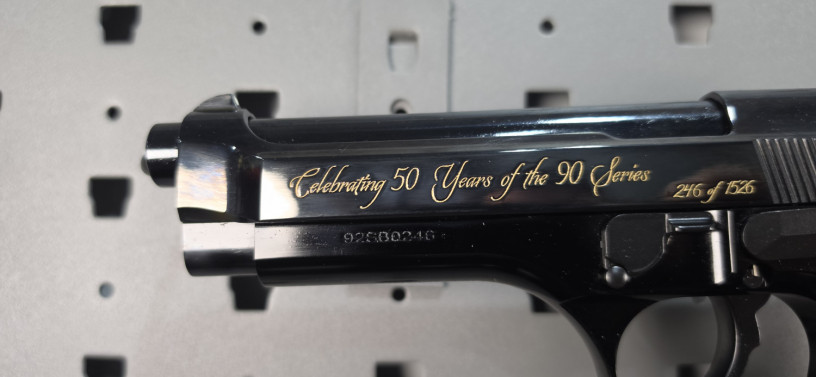 Celebrating 50 Years of the 90 Series
246 of 1526
92SB0246